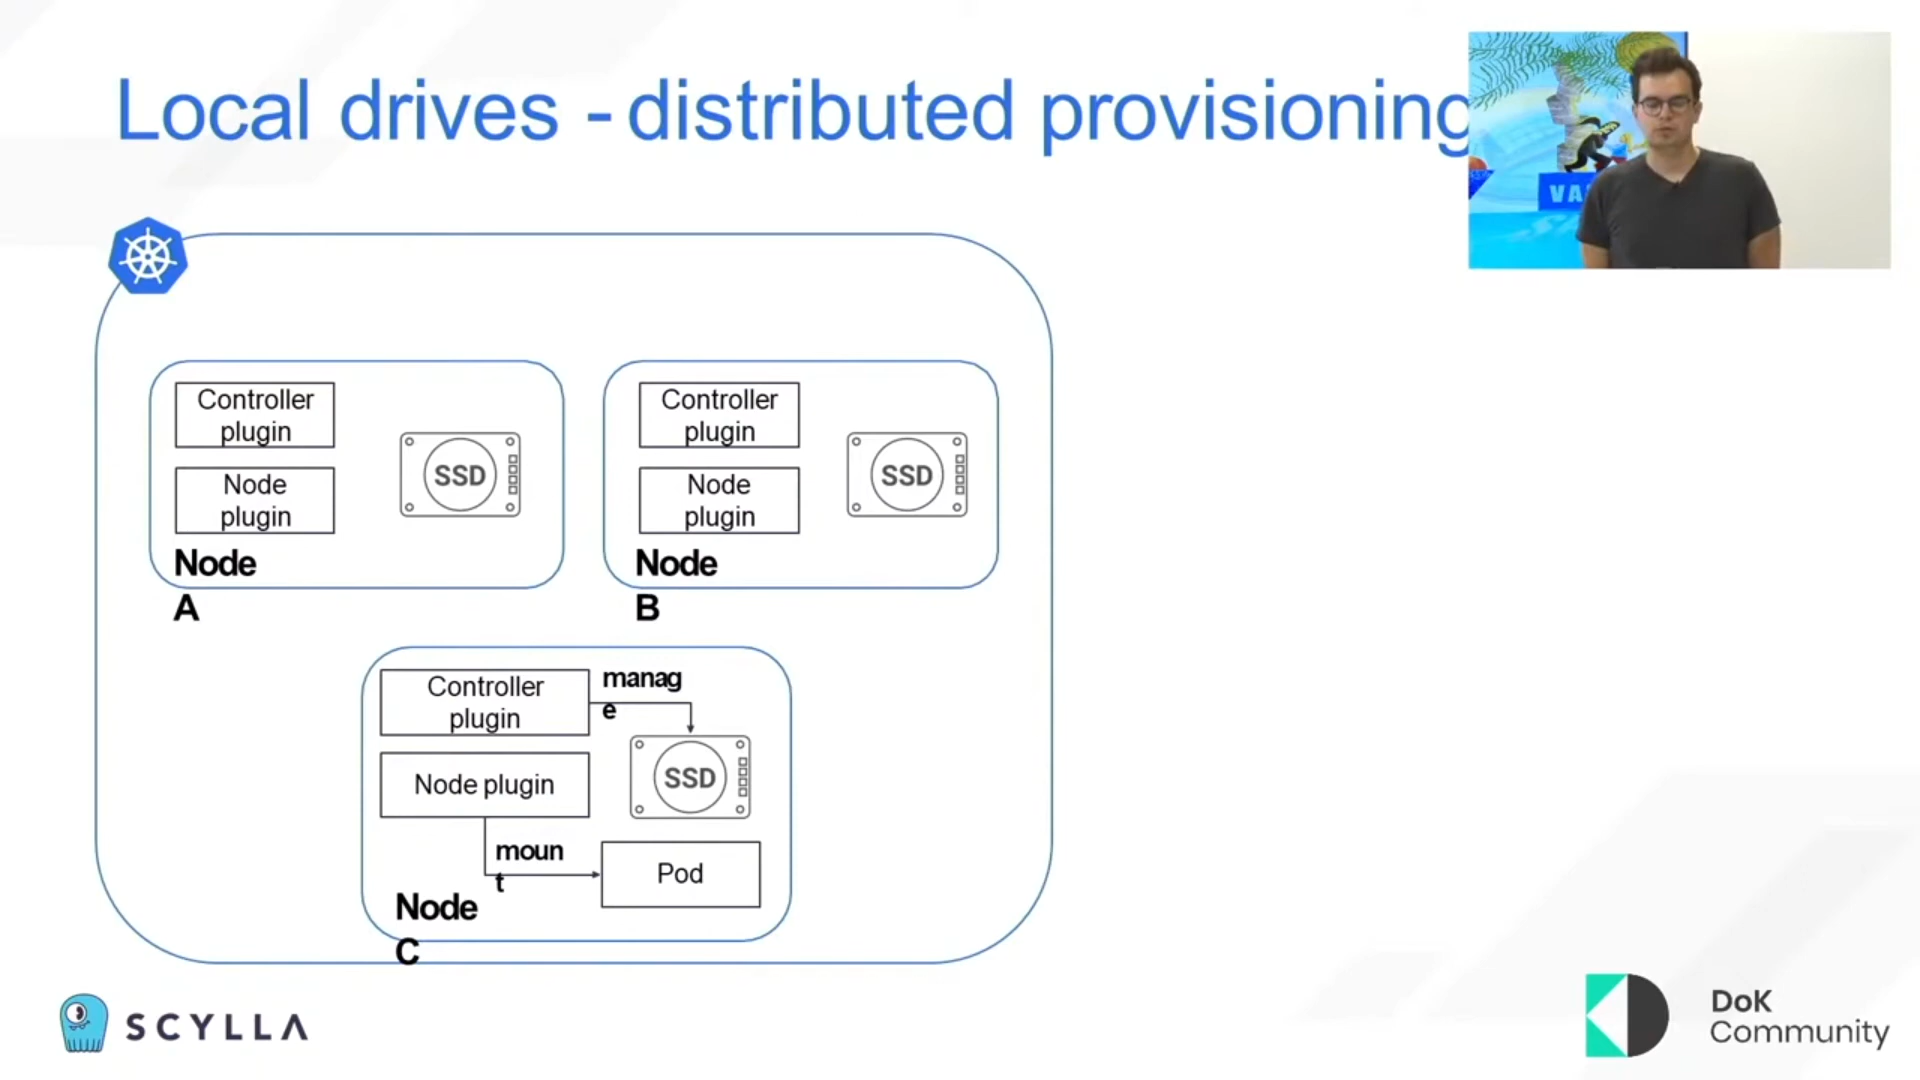 Local drives - distributed provisioning
VA
Controller
plugin
SSD
Node
plugin
Node
A
Controller
plugin
SSD
Node
plugin
Node
B
Controller
plugin
manag
e
SSD
Node plugin
moun
t
Pod
Node
C
SCYLLA
DoK
Community